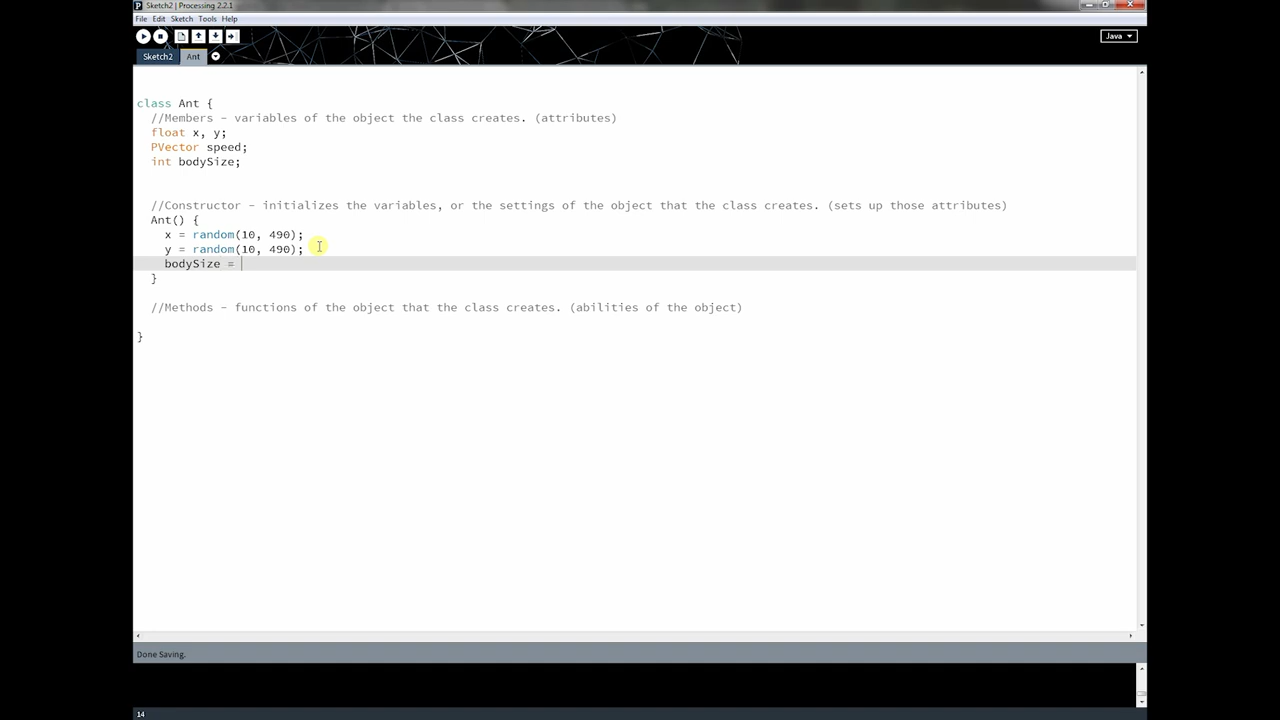 Sketch2 | Processing 2.2.1
File Edit Sketch Tools Help
Java
Sketch2 Ant
class Ant {
//Members - variables of the object the class creates. (attributes)
float x, y;
PVector speed;
int bodySize;
//Constructor - initializes the variables, or the settings of the object that the class creates. (sets up those attributes)
Ant() {
x = random(10, 490);
y = random(10, 490);
bodySize =
}
//Methods - functions of the object that the class creates. (abilities of the object)
}
Done Saving.
14